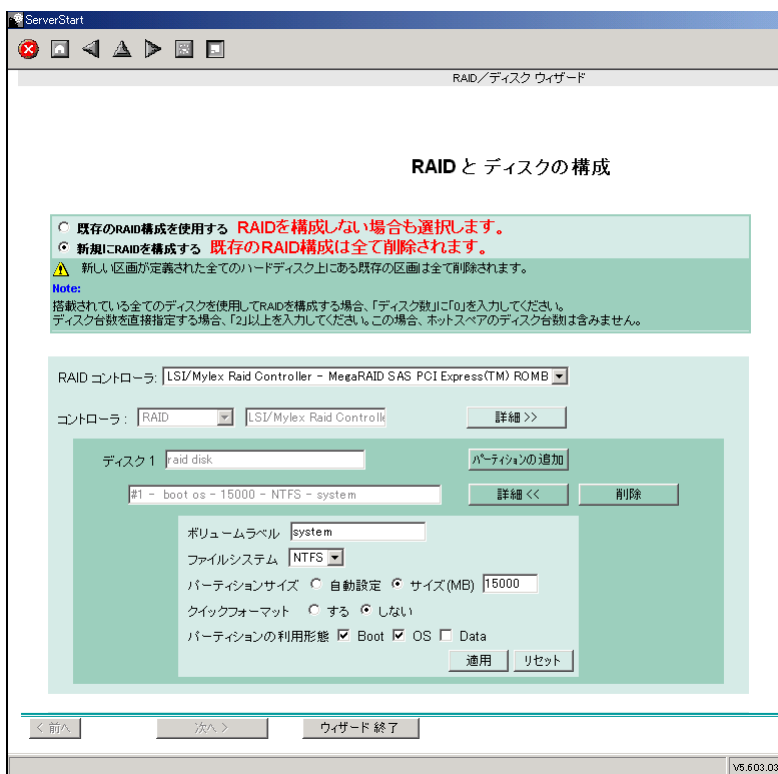 ServerStart
RAID/ディスク ウィザード
RAID と ディスクの構成
既存のRAID構成を使用する RAIDを構成しない場合も選択します。
新規にRAIDを構成する 既存のRAID構成は全て削除されます。
新しい区画が定義された全てのハードディスク上にある既存の区画は全て削除されます。
Note:
搭載されている全てのディスクを使用してRAIDを構成する場合、「ディスク数」に「0」を入力してください。
ディスク台数を直接指定する場合、「2」以上を入力してください。この場合、ホットスペアのディスク台数は含みません。
RAID コントローラ: LSI/Mylex Raid Controller - MegaRAID SAS PCI Express(TM) ROMB
コントローラ : RAID LSI/Mylex Raid Controlle 詳細 >>
ディスク 1 raid disk パーティションの追加
#1 - boot os - 15000 - NTFS - system 詳細 << 削除
ボリュームラベル system
ファイルシステム NTFS
パーティションサイズ 自動設定 サイズ(MB) 15000
クイックフォーマット する しない
パーティションの利用形態 Boot OS Data
適用 リセット
< 前へ 次へ > ウィザード 終了
V5.603.03